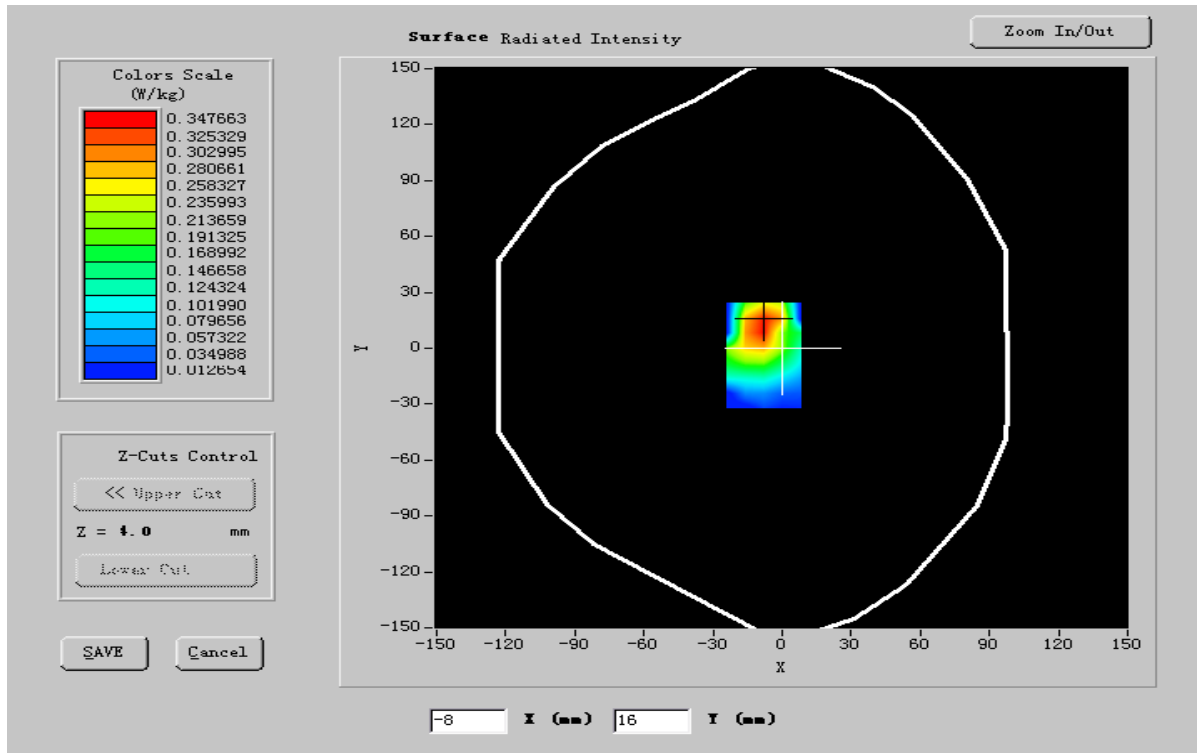 Surface Radiated Intensity
Zoom In/Out
Colors Scale
(W/kg)
0.347663
0.325329
0.302995
0.280661
0.258327
0.235993
0.213659
0.191325
0.168992
0.146658
0.124324
0.101990
0.079656
0.057322
0.034988
0.012654
Z-Cuts Control
<< Upper Cut
Z = 4.0 mm
Lower Cut
SAVE
Cancel
150
120
90
60
30
0
-30
-60
-90
-120
-150
Y
-150 -120 -90 -60 -30 0 30 60 90 120 150
X
-8 X (mm) 16 Y (mm)